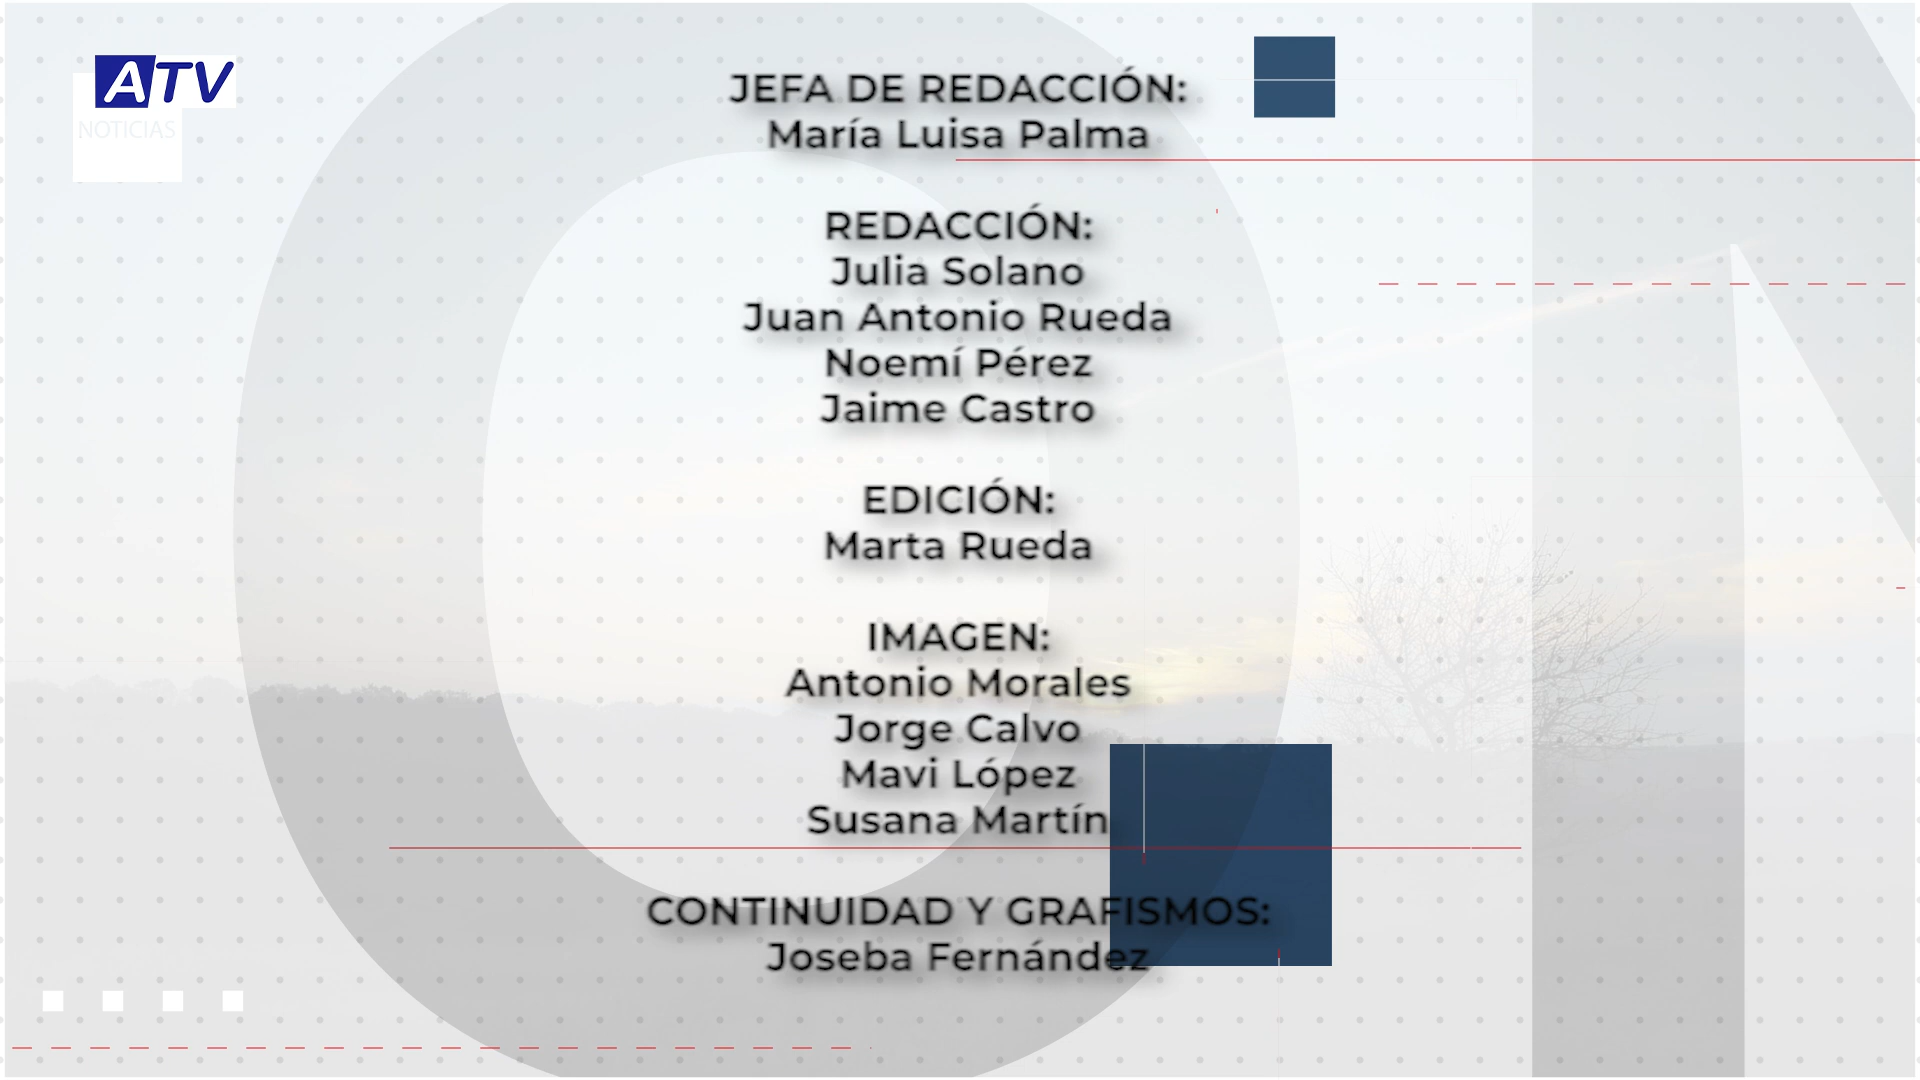 ATV
NOTICIAS
JEFA DE REDACCIÓN:
María Luisa Palma
REDACCIÓN:
Julia Solano
Juan Antonio Rueda
Noemí Pérez
Jaime Castro
EDICIÓN:
Marta Rueda
IMAGEN:
Antonio Morales
Jorge Calvo
Mavi López
Susana Martín
CONTINUIDAD Y GRAFISMOS:
Joseba Fernández